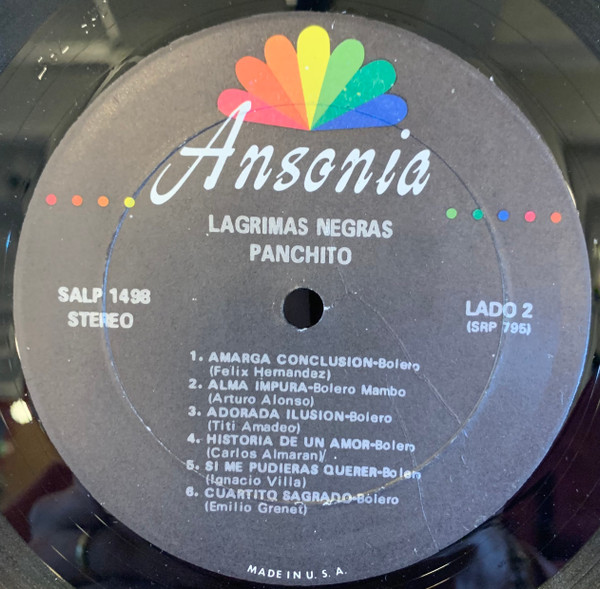 Ansonia
LAGRIMAS NEGRAS
PANCHITO
SALP 1498
STEREO
LADO 2
(SRP 795)
1. AMARGA CONCLUSION-Bolero
(Felix Hernandez)
2. ALMA IMPURA-Bolero Mambo
(Arturo Alonso)
3. ADORADA ILUSION-Bolero
(Titi Amadeo)
4. HISTORIA DE UN AMOR-Bolero
(Carlos Almaran)
5. SI ME PUDIERAS QUERER-Bolero
(Ignacio Villa)
6. CUARTITO SAGRADO-Bolero
(Emilio Grenet)
MADE IN U. S. A.